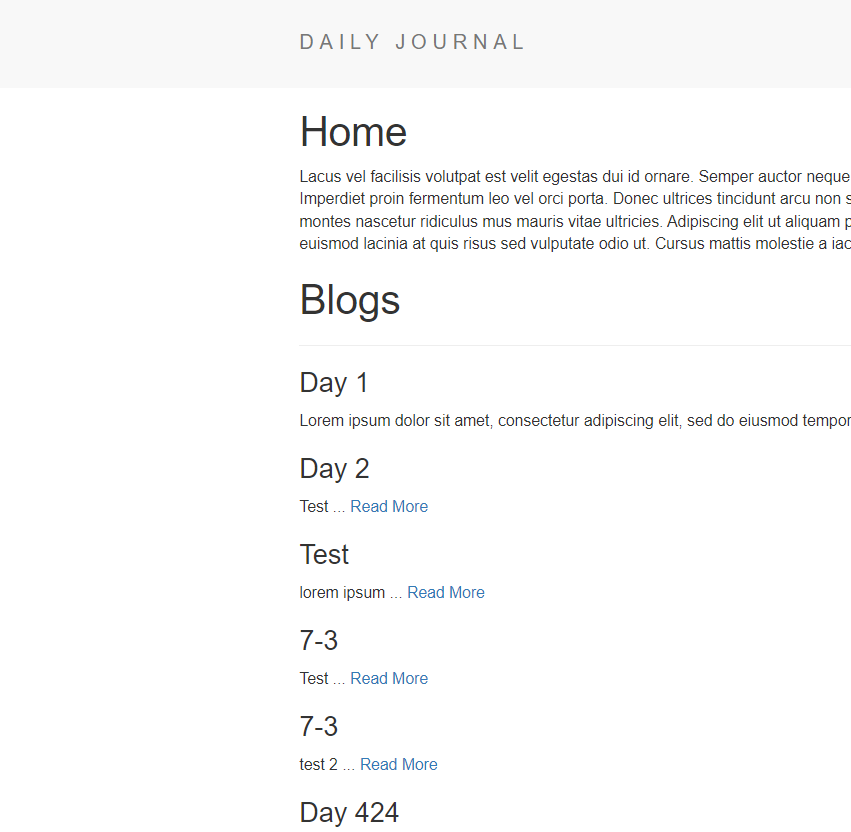 DAILY JOURNAL
Home
Lacus vel facilisis volutpat est velit egestas dui id ornare. Semper auctor neque
Imperdiet proin fermentum leo vel orci porta. Donec ultrices tincidunt arcu non s
montes nascetur ridiculus mus mauris vitae ultricies. Adipiscing elit ut aliquam p
euismod lacinia at quis risus sed vulputate odio ut. Cursus mattis molestie a iac
Blogs
Day 1
Lorem ipsum dolor sit amet, consectetur adipiscing elit, sed do eiusmod tempor
Day 2
Test ... Read More
Test
lorem ipsum ... Read More
7-3
Test ... Read More
7-3
test 2 ... Read More
Day 424